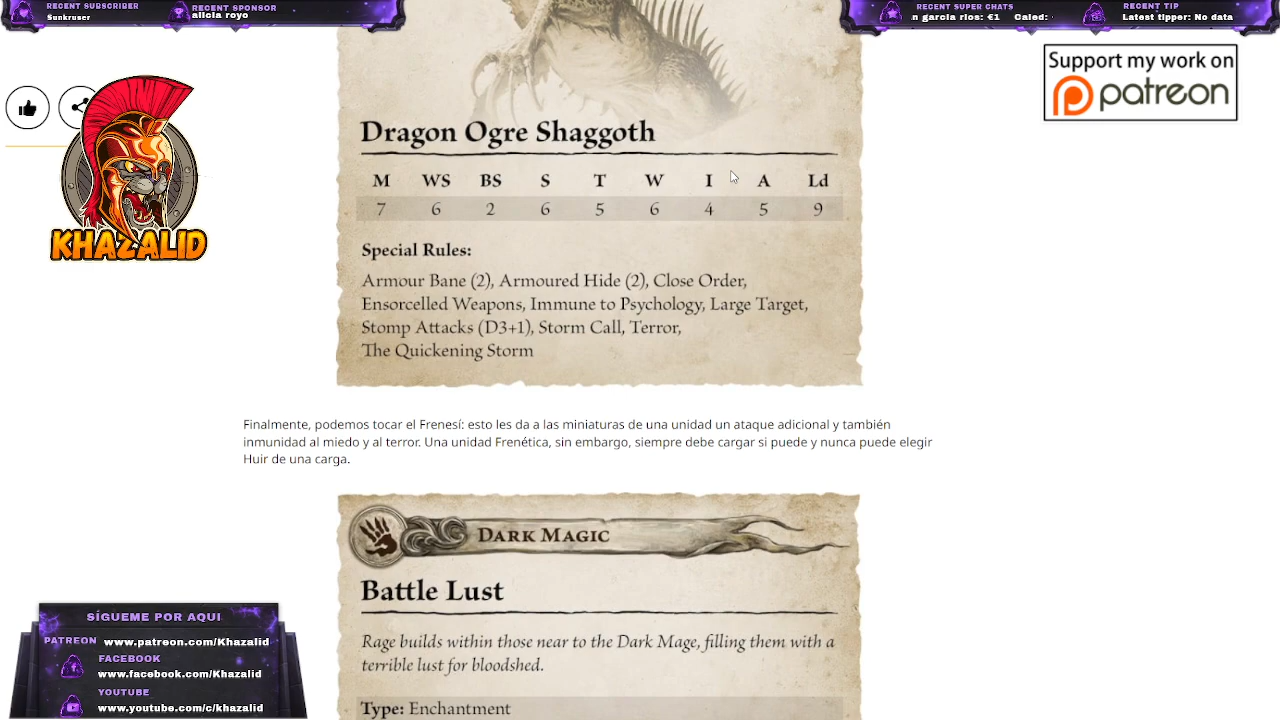 RECENT SUBSCRIBER
Sunkruser
RECENT SPONSOR
alicia royo
RECENT SUPER CHATS
n garcia rios: €1 Caled:
RECENT TIP
Latest tipper: No data
Support my work on
patreon
KHAZALID
Dragon Ogre Shaggoth
M WS BS S T W I A Ld
7 6 2 6 5 6 4 5 9
Special Rules:
Armour Bane (2), Armoured Hide (2), Close Order,
Ensorcelled Weapons, Immune to Psychology, Large Target,
Stomp Attacks (D3+1), Storm Call, Terror,
The Quickening Storm
Finalmente, podemos tocar el Frenesí: esto les da a las miniaturas de una unidad un ataque adicional y también
inmunidad al miedo y al terror. Una unidad Frenética, sin embargo, siempre debe cargar si puede y nunca puede elegir
Huir de una carga.
DARK MAGIC
Battle Lust
Rage builds within those near to the Dark Mage, filling them with a
terrible lust for bloodshed.
Type: Enchantment
SÍGUEME POR AQUI
PATREON www.patreon.com/Khazalid
FACEBOOK
www.facebook.com/Khazalid
YOUTUBE
www.youtube.com/c/khazalid